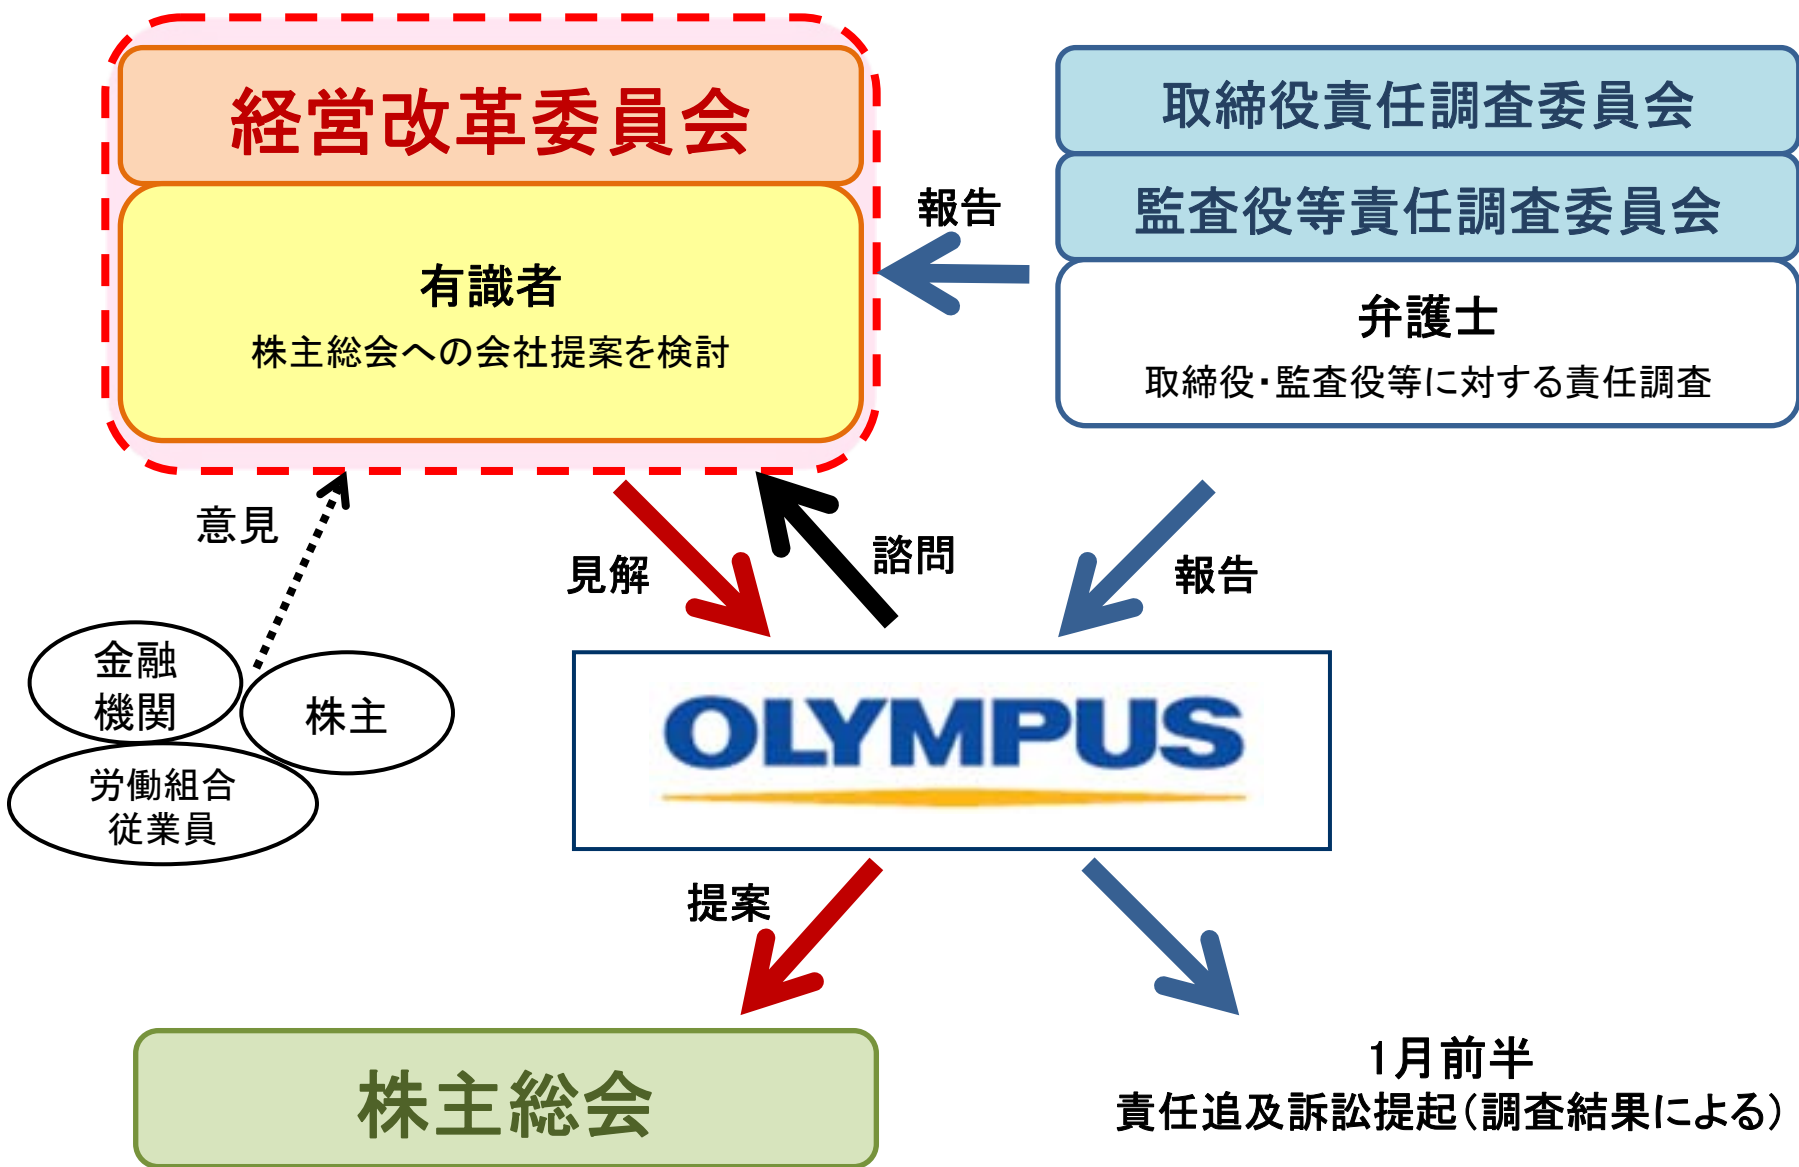 経営改革委員会
有識者
株主総会への会社提案を検討
取締役責任調査委員会
監査役等責任調査委員会
弁護士
取締役・監査役等に対する責任調査
報告
意見
見解
諮問
報告
金融
機関
株主
労働組合
従業員
OLYMPUS
提案
株主総会
1月前半
責任追及訴訟提起（調査結果による）